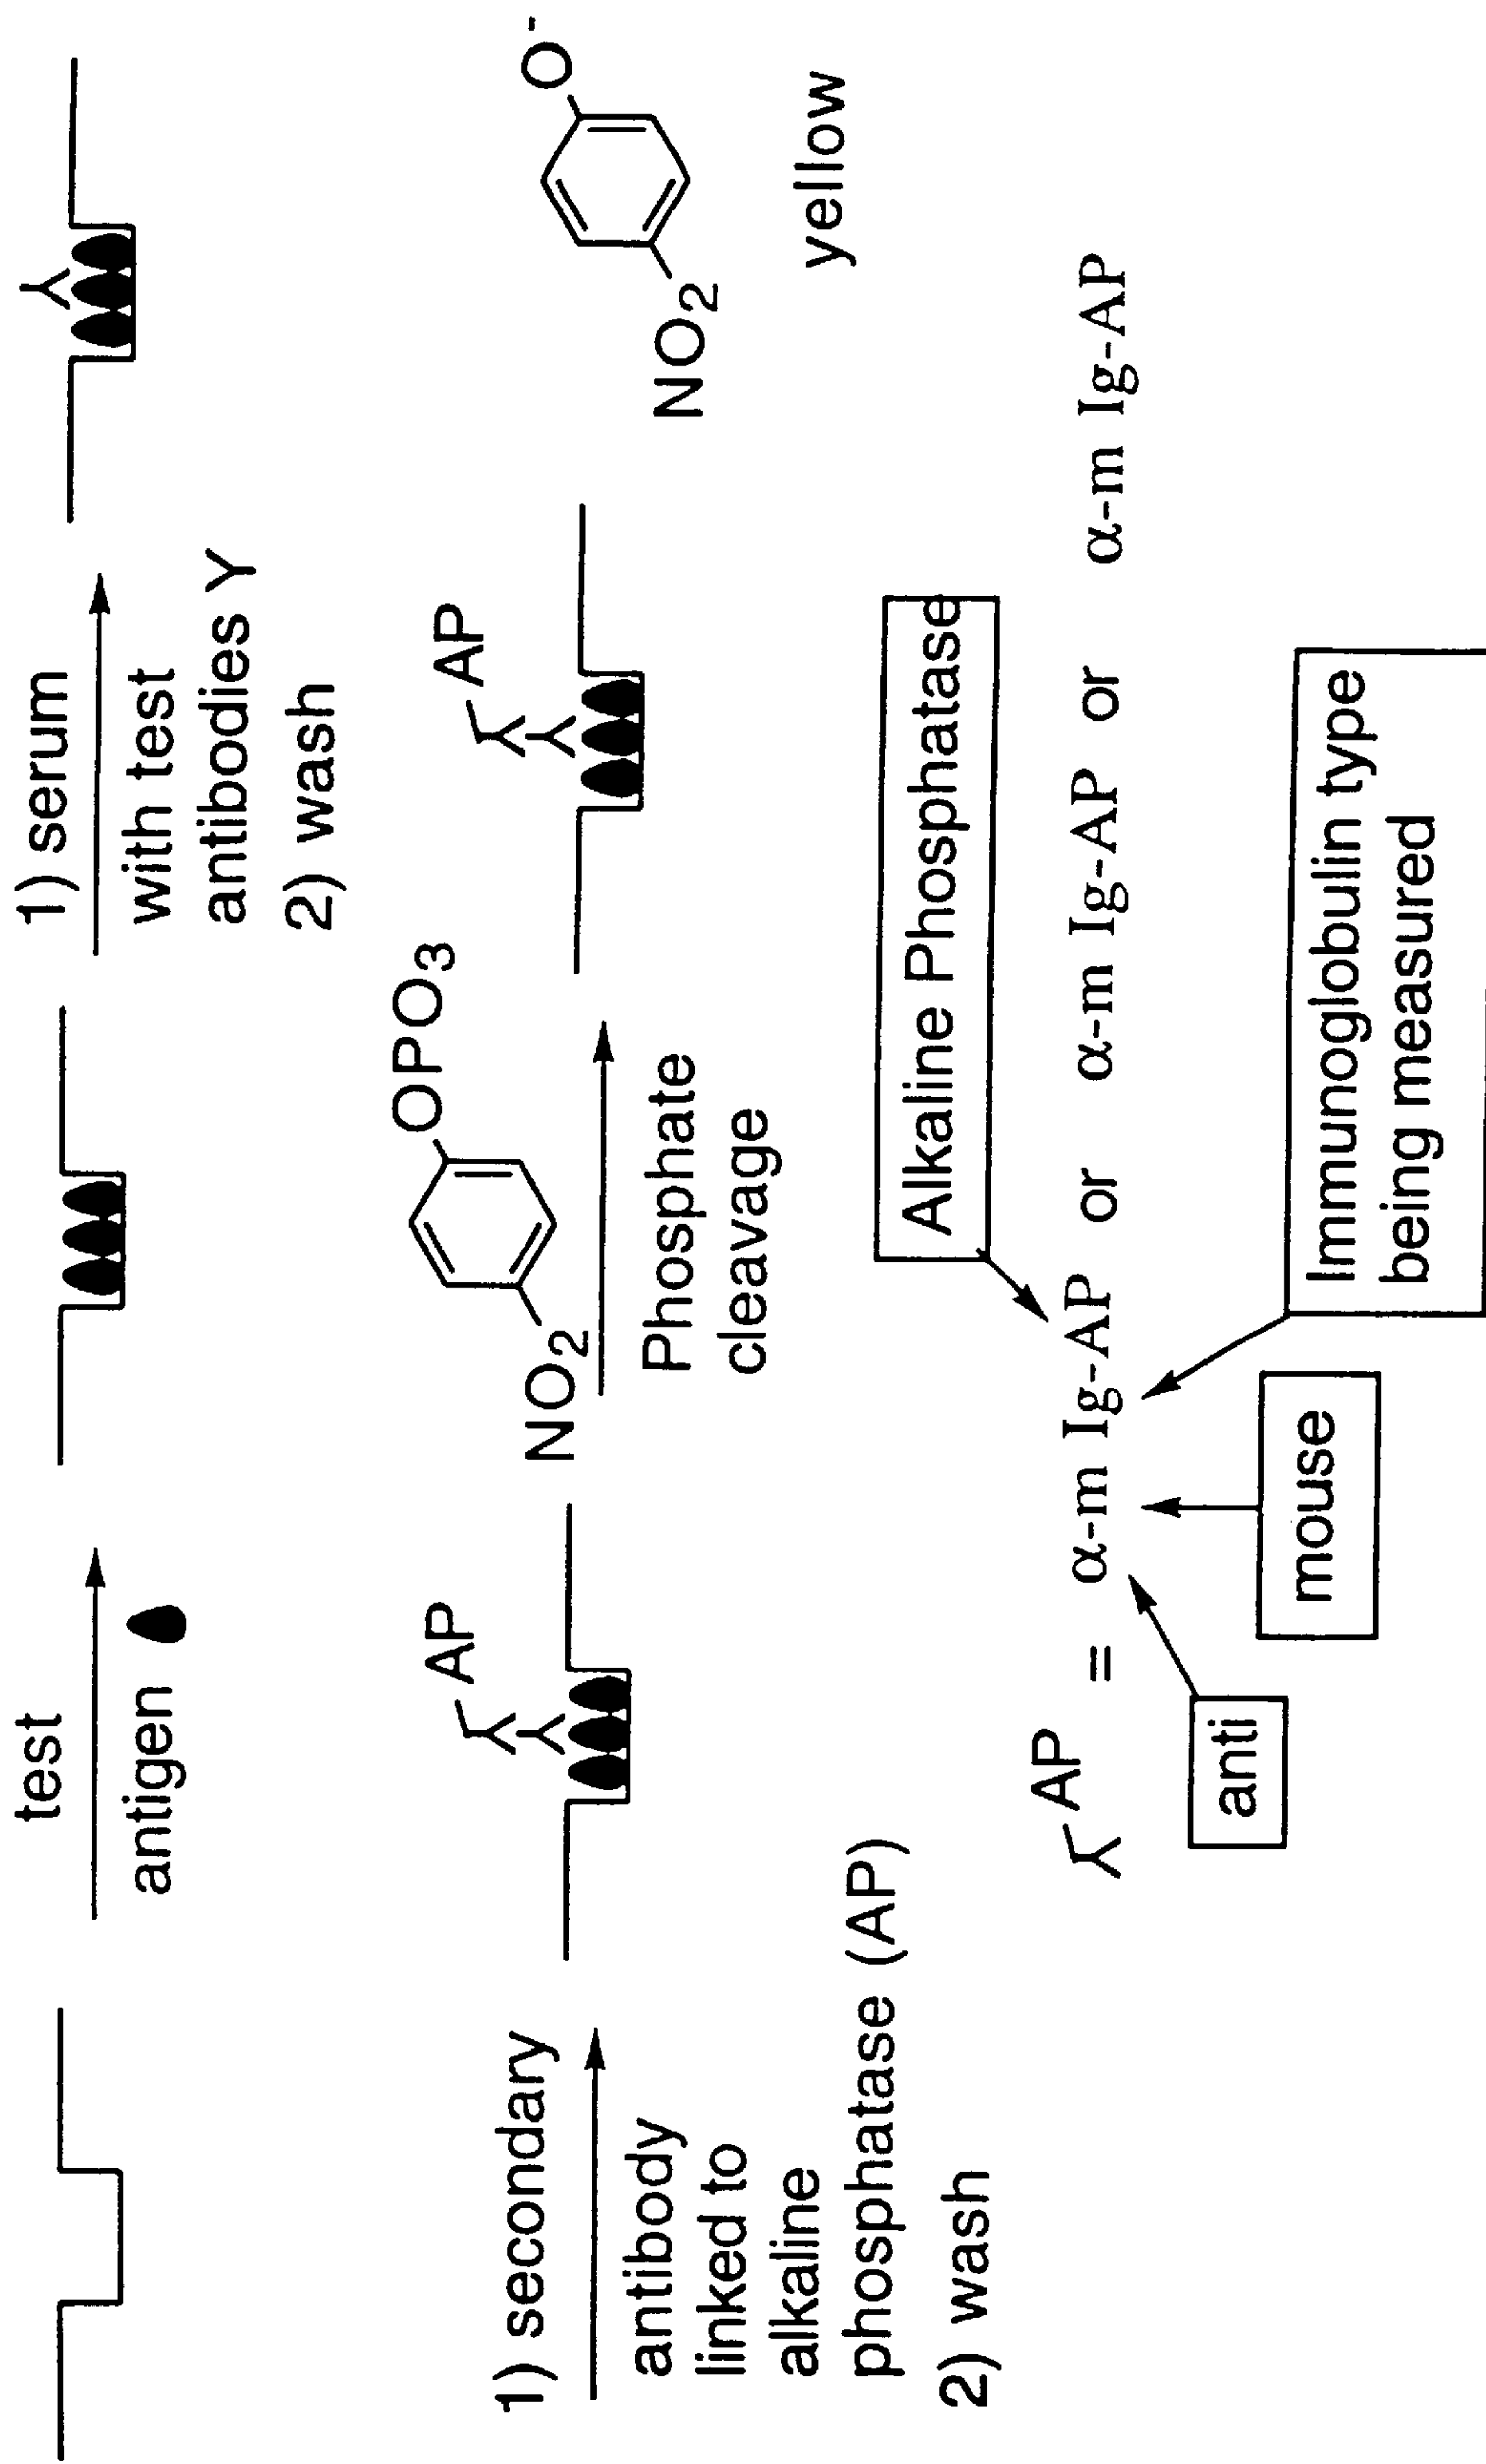 test
antigen
1) serum
with test
antibodies Y
2) wash
1) secondary
antibody
linked to
alkaline
phosphatase (AP)
2) wash
AP
NO2
OPO3
Phosphate
cleavage
AP
NO2
O-
yellow
AP = α-m Ig-AP or α-m Ig-AP or α-m Ig-AP
Alkaline Phosphatase
anti
mouse
Immunoglobulin type
being measured